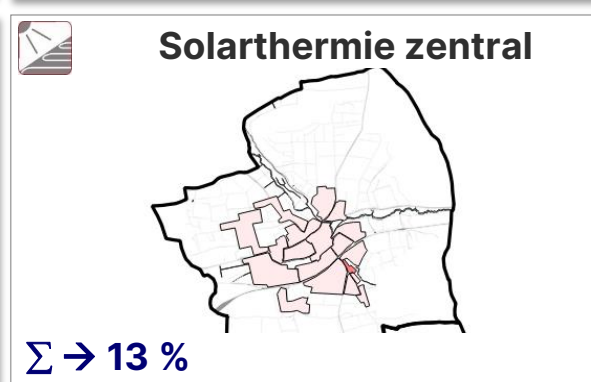 Solarthermie zentral
∑ → 13 %